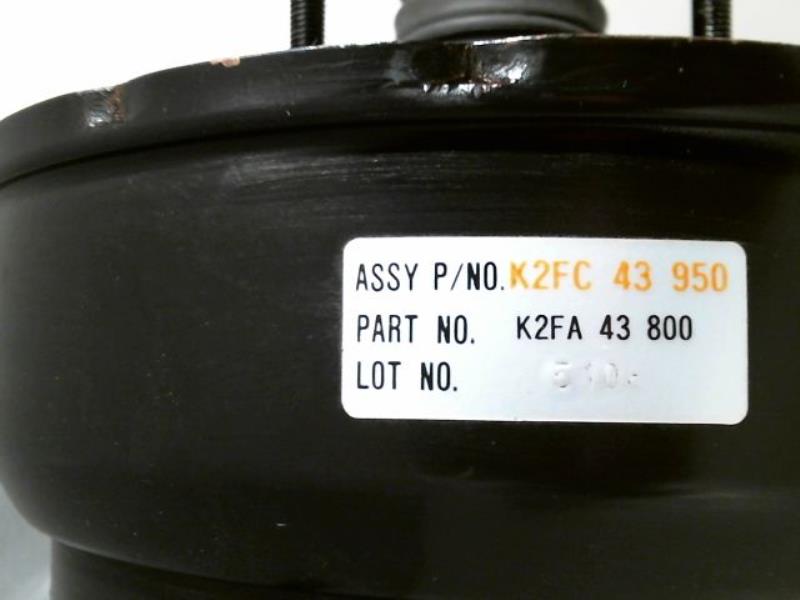 ASSY P/NO. K2FC 43 950
PART NO. K2FA 43 800
LOT NO.